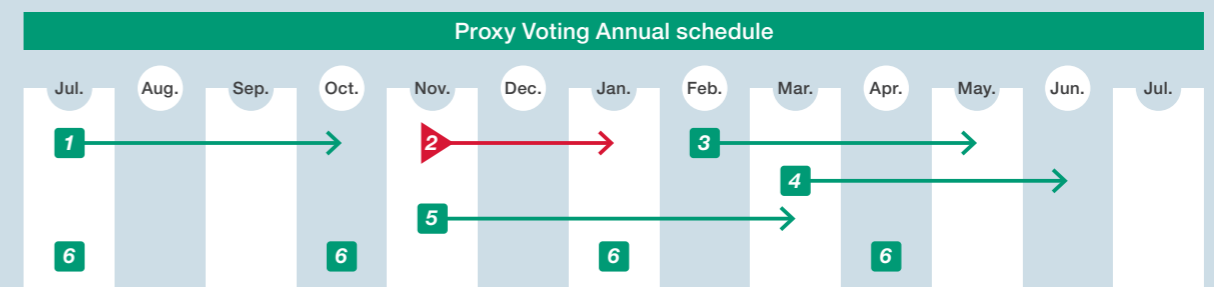 Proxy Voting Annual schedule
Jul. Aug. Sep. Oct. Nov. Dec. Jan. Feb. Mar. Apr. May. Jun. Jul.
1 2 3
4
5
6 6 6 6